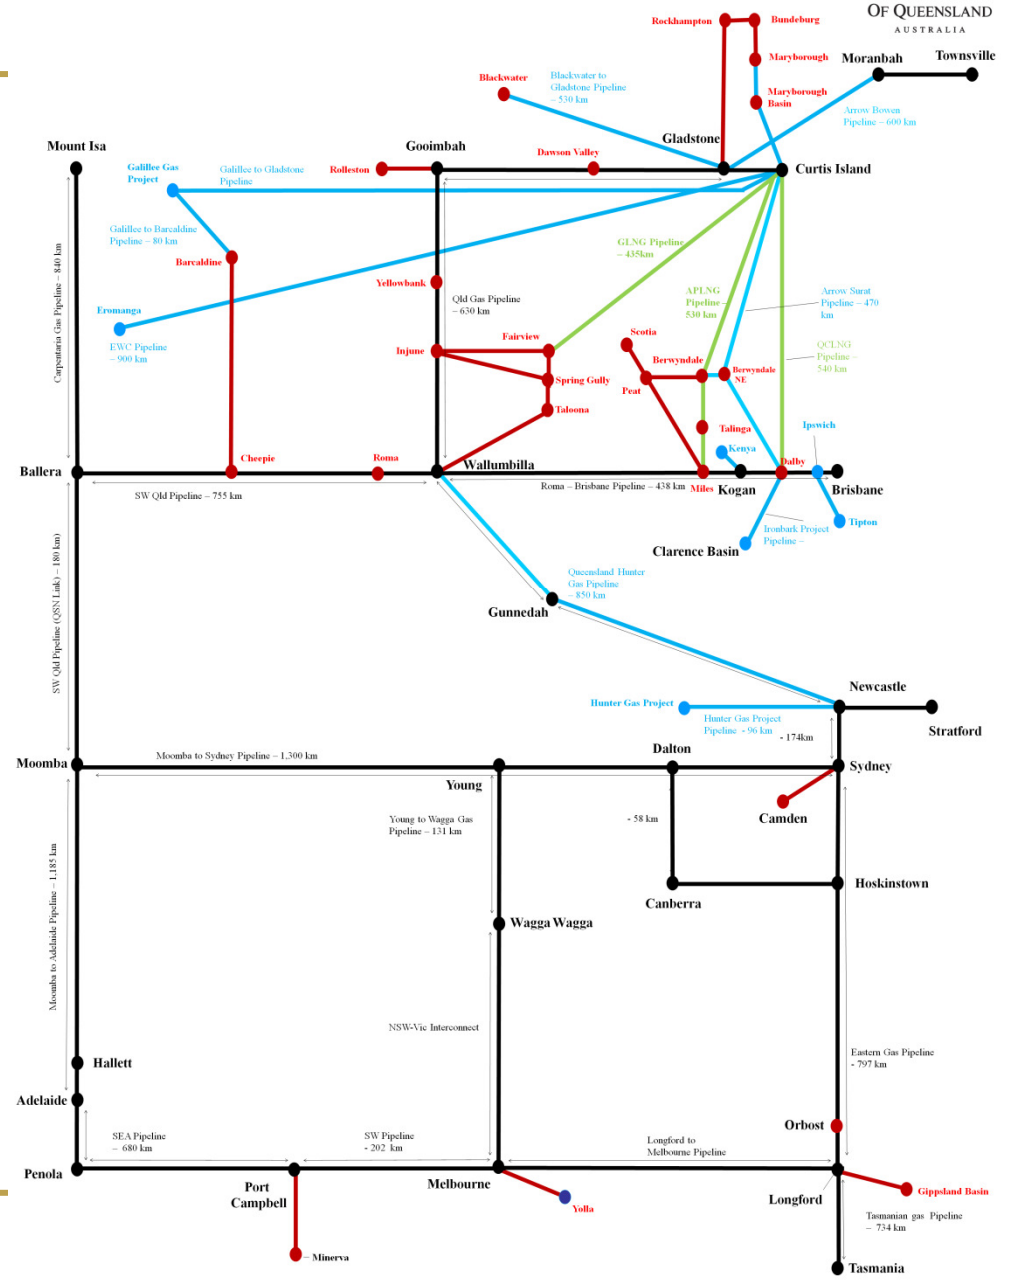 OF QUEENSLAND
AUSTRALIA
Rockhampton
Bundeburg
Maryborough
Moranbah
Townsville
Blackwater
Blackwater to
Gladstone Pipeline
– 530 km
Maryborough
Basin
Arrow Bowen
Pipeline – 600 km
Mount Isa
Gooimbah
Gladstone
Dawson Valley
Galillee Gas
Project
Galillee to Gladstone
Pipeline
Rolleston
Curtis Island
Galillee to Barcaldine
Pipeline – 80 km
Barcaldine
GLNG Pipeline
– 435km
Carpentaria Gas Pipeline – 840 km
Yellowbank
Qld Gas Pipeline
– 630 km
APLNG
Pipeline –
530 km
Arrow Surat
Pipeline – 470
km
Eromanga
EWC Pipeline
– 900 km
Fairview
Scotia
Injune
Berwyndale
QCLNG
Pipeline –
540 km
Spring Gully
Peat
Berwyndale
NE
Taloona
Talinga
Ipswich
Kenya
Cheepie
Roma
Wallumbilla
Dalby
Ballera
SW Qld Pipeline – 755 km
Roma – Brisbane Pipeline – 438 km
Miles
Kogan
Brisbane
Tipton
Ironbark Project
Pipeline –
Clarence Basin
SW Qld Pipeline (QSN Link) – 180 km)
Queensland Hunter
Gas Pipeline
– 850 km
Gunnedah
Newcastle
Hunter Gas Project
Hunter Gas Project
Pipeline - 96 km
- 174km
Stratford
Moomba
Moomba to Sydney Pipeline – 1,300 km
Dalton
Sydney
Young
Camden
Young to Wagga Gas
Pipeline – 131 km
- 58 km
Moomba to Adelaide Pipeline – 1,185 km
Canberra
Hoskinstown
Wagga Wagga
NSW-Vic Interconnect
Eastern Gas Pipeline
- 797 km
Hallett
Adelaide
Orbost
SEA Pipeline
– 680 km
SW Pipeline
- 202 km
Longford to
Melbourne Pipeline
Penola
Port
Campbell
Melbourne
Longford
Gippsland Basin
Yolla
Tasmanian gas Pipeline
– 734 km
– Minerva
Tasmania